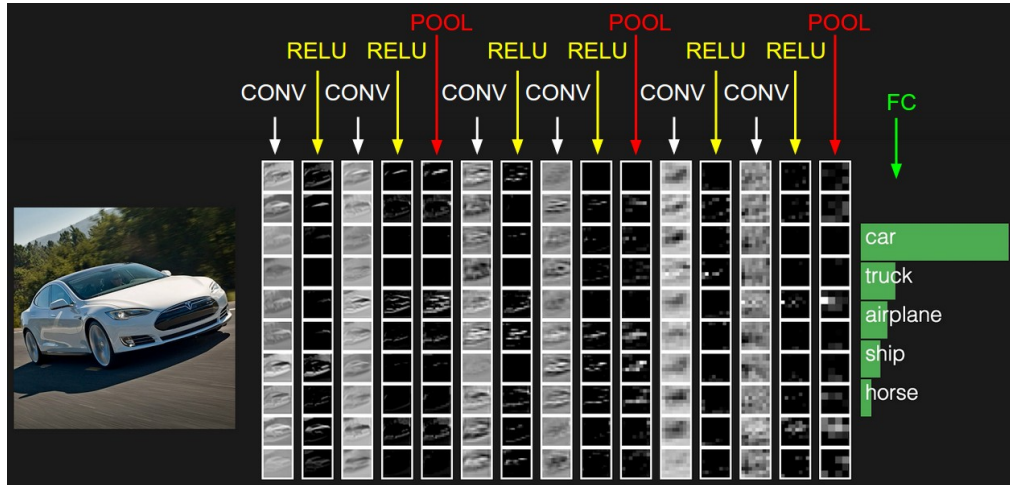 POOL POOL POOL
RELU RELU RELU RELU RELU RELU
CONV CONV CONV CONV CONV CONV
FC
car
truck
airplane
ship
horse